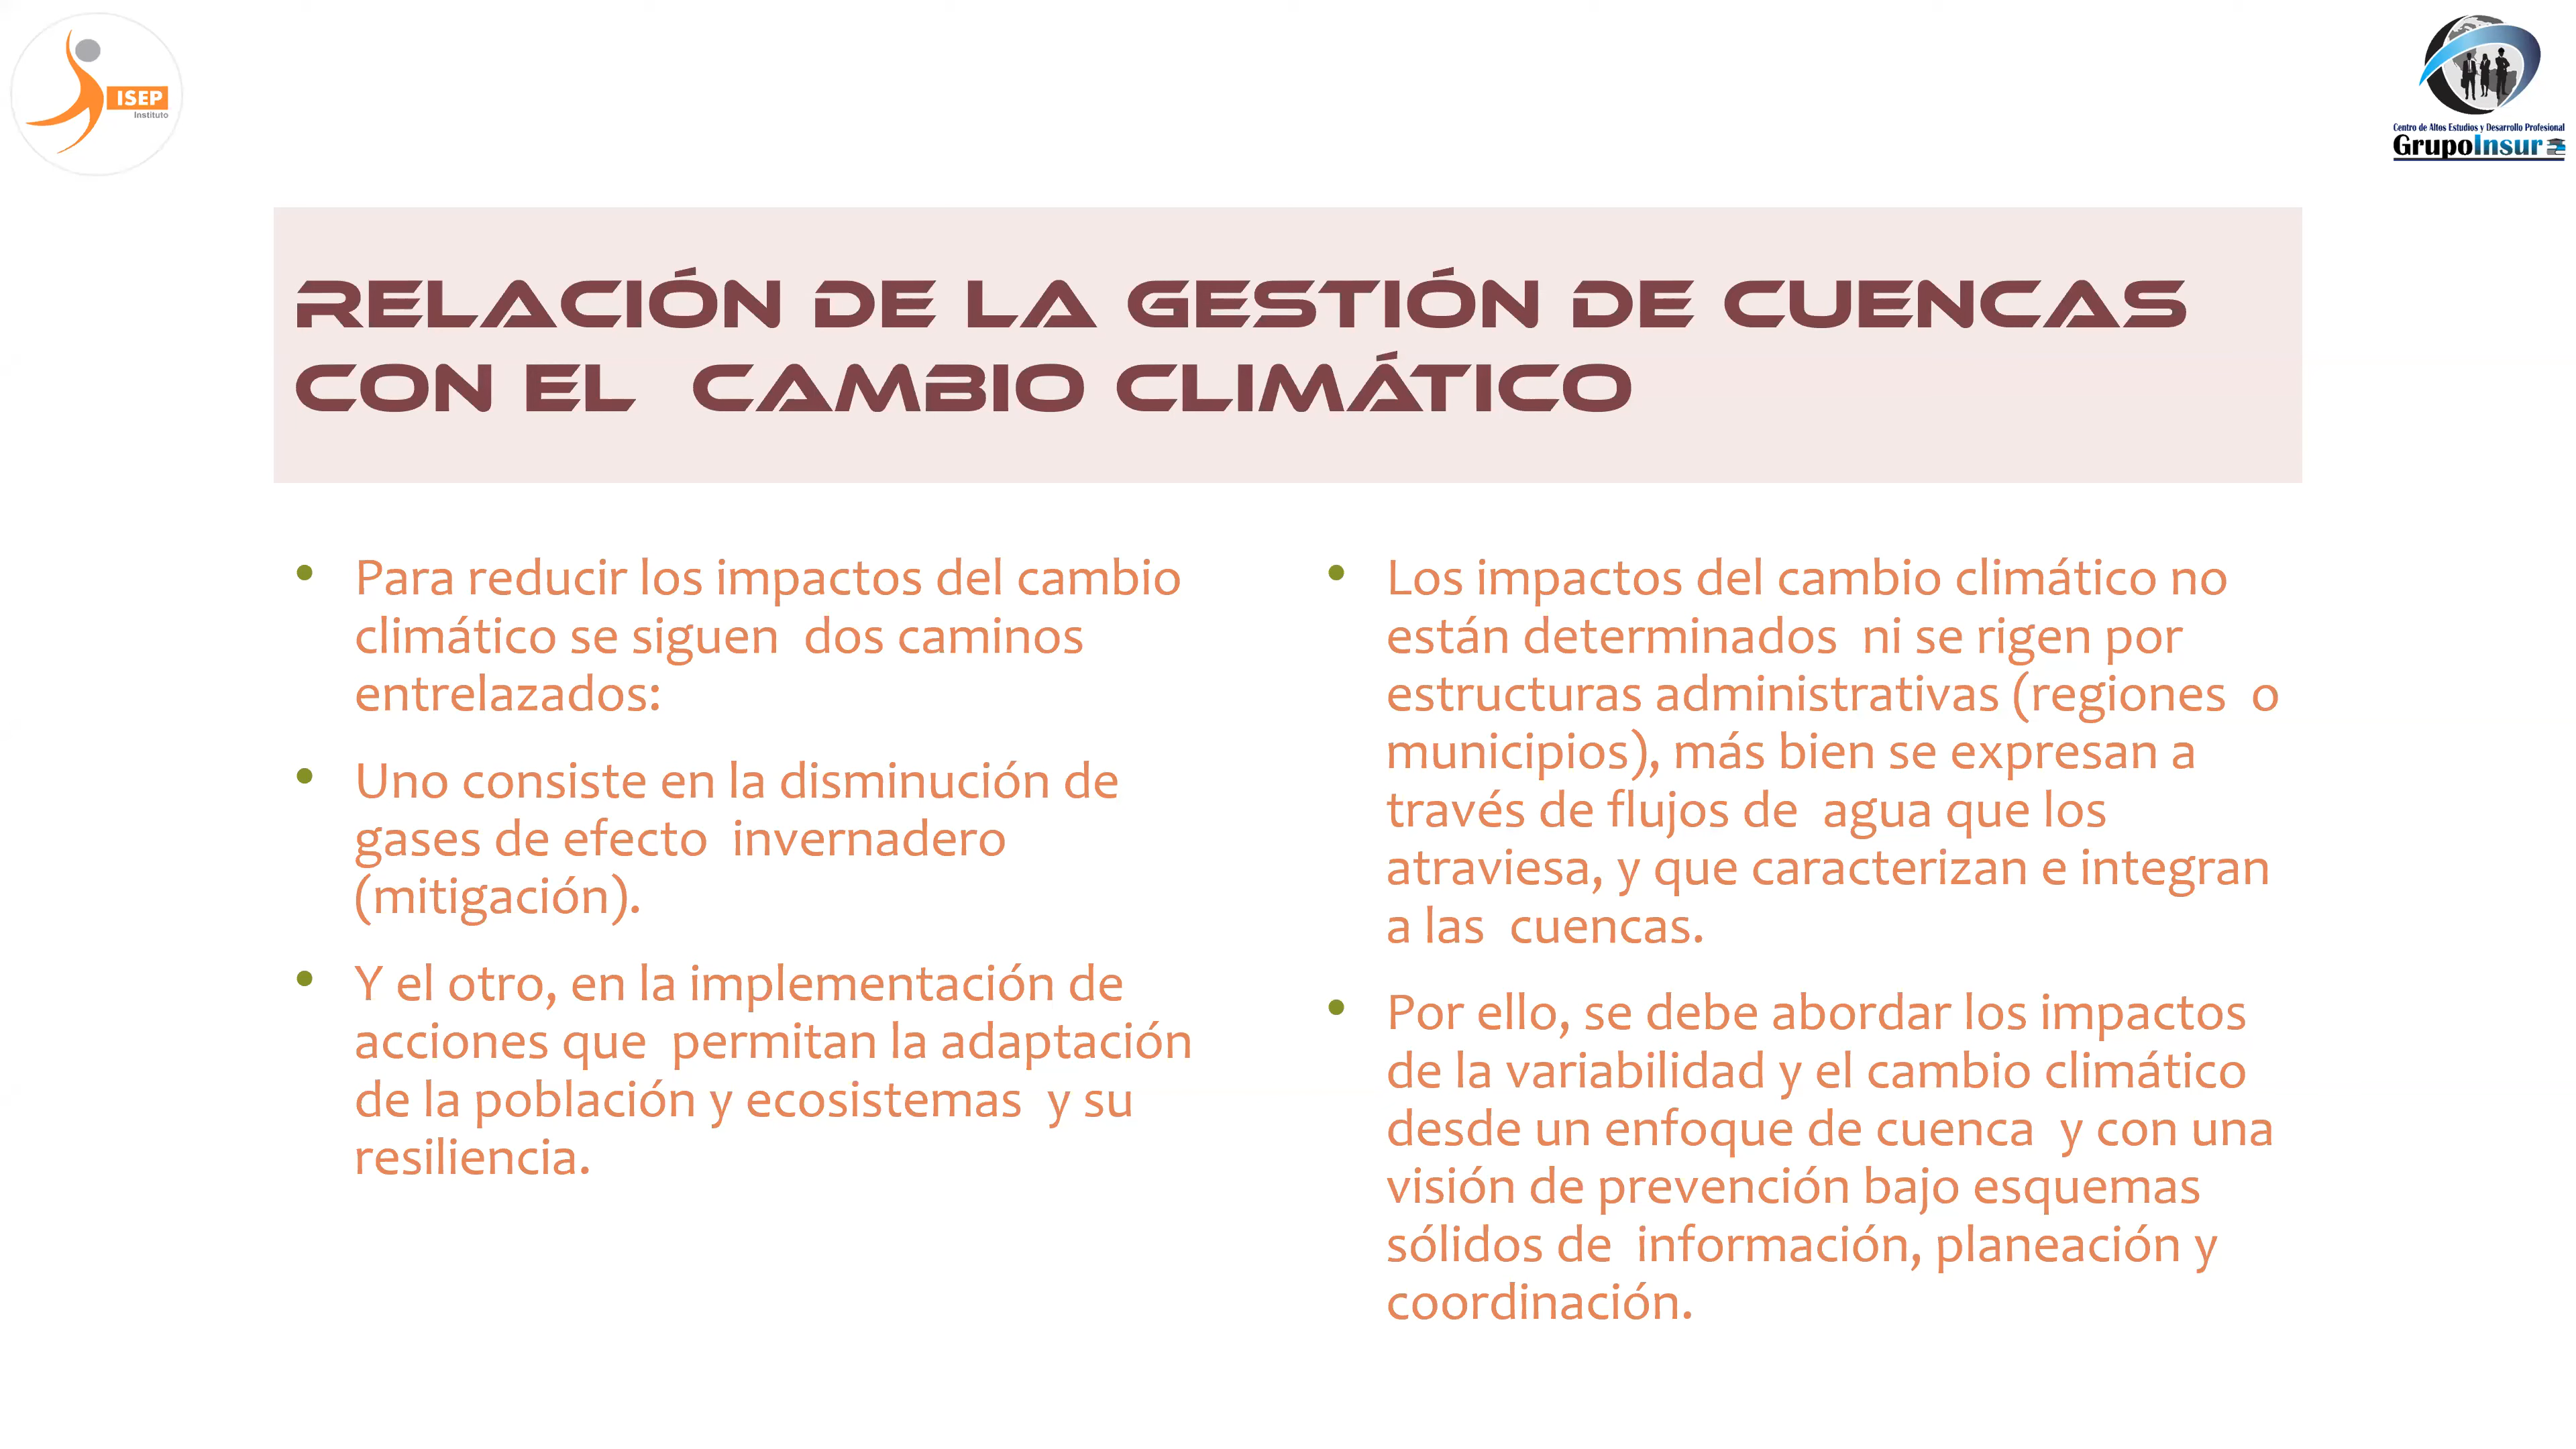 ISEP
Instituto
Centro de Altos Estudios y Desarrollo Profesional
GrupoInsur
RELACIÓN DE LA GESTIÓN DE CUENCAS
CON EL CAMBIO CLIMÁTICO
• Para reducir los impactos del cambio
climático se siguen dos caminos
entrelazados:
• Uno consiste en la disminución de
gases de efecto invernadero
(mitigación).
• Y el otro, en la implementación de
acciones que permitan la adaptación
de la población y ecosistemas y su
resiliencia.
• Los impactos del cambio climático no
están determinados ni se rigen por
estructuras administrativas (regiones o
municipios), más bien se expresan a
través de flujos de agua que los
atraviesa, y que caracterizan e integran
a las cuencas.
• Por ello, se debe abordar los impactos
de la variabilidad y el cambio climático
desde un enfoque de cuenca y con una
visión de prevención bajo esquemas
sólidos de información, planeación y
coordinación.